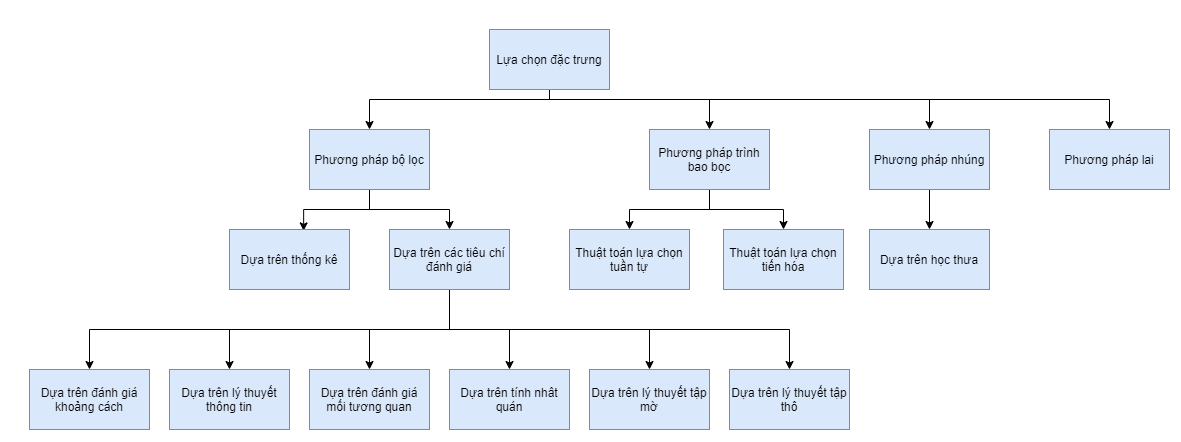 Lựa chọn đặc trưng
Phương pháp bộ lọc
Phương pháp trình
bao bọc
Phương pháp nhúng
Phương pháp lai
Dựa trên thống kê
Dựa trên các tiêu chí
đánh giá
Thuật toán lựa chọn
tuần tự
Thuật toán lựa chọn
tiến hóa
Dựa trên học thưa
Dựa trên đánh giá
khoảng cách
Dựa trên lý thuyết
thông tin
Dựa trên đánh giá
mối tương quan
Dựa trên tính nhất
quán
Dựa trên lý thuyết tập
mờ
Dựa trên lý thuyết tập
thô